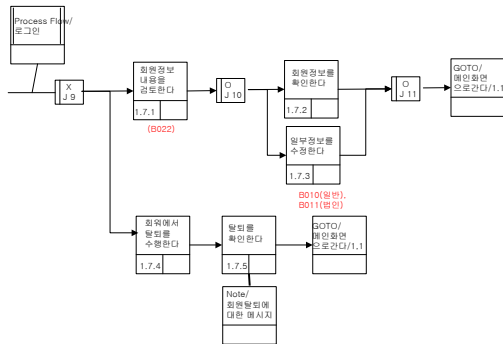 Process Flow/
로그인
X
J 9
회원정보
내용을
검토한다
1.7.1
(B022)
O
J 10
회원정보를
확인한다
1.7.2
일부정보를
수정한다
1.7.3
B010(일반),
B011(법인)
O
J 11
GOTO/
메인화면
으로간다/1.1
회원에서
탈퇴를
수행한다
1.7.4
탈퇴를
확인한다
1.7.5
GOTO/
메인화면
으로간다/1.1
Note/
회원탈퇴에
대한 메시지